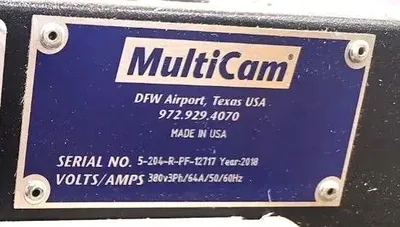 MultiCam®
DFW Airport, Texas USA
972.929.4070
MADE IN USA
SERIAL NO. 5-204-R-PF-12717 Year:2018
VOLTS/AMPS 380v3Ph/64A/50/60Hz